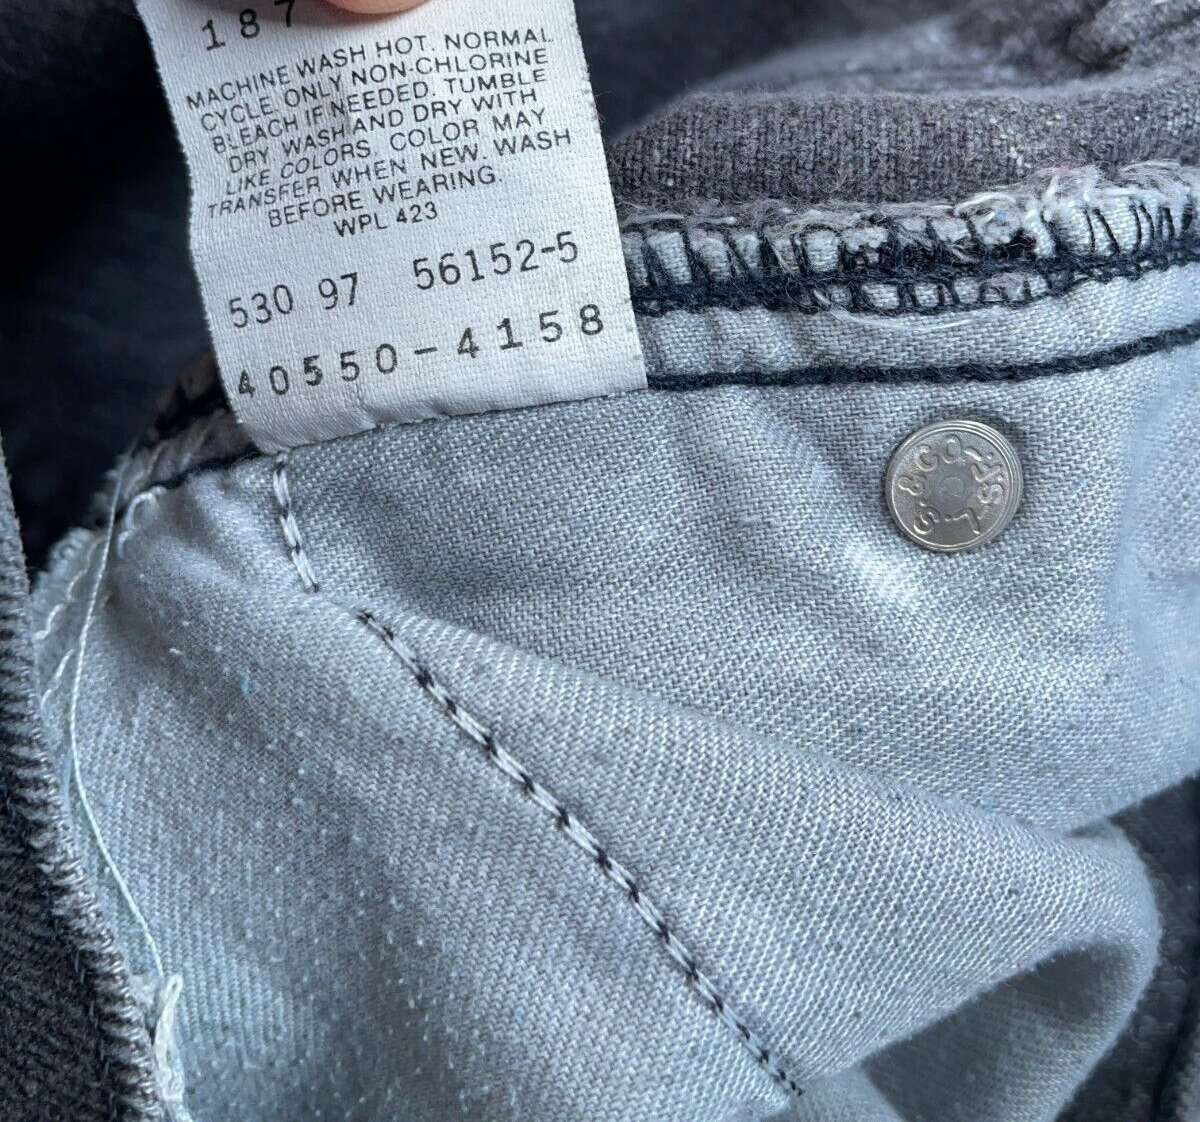 187
MACHINE WASH HOT. NORMAL
CYCLE. ONLY NON-CHLORINE
BLEACH IF NEEDED. TUMBLE
DRY. WASH AND DRY WITH
LIKE COLORS. COLOR MAY
TRANSFER WHEN NEW. WASH
BEFORE WEARING.
WPL 423
530 97 56152-5
40550-4158
L.S.&CO.-S.F.